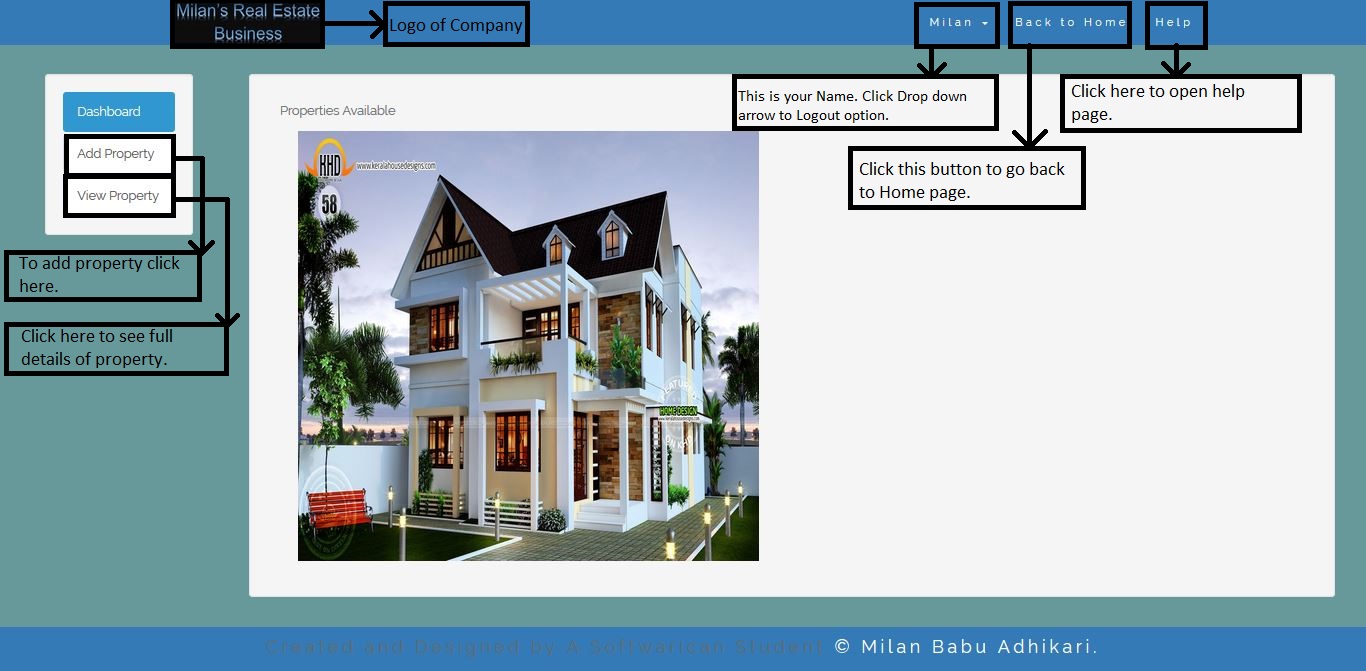 Milan's Real Estate
Business
Logo of Company
Milan
Back to Home
Help
This is your Name. Click Drop down
arrow to Logout option.
Click here to open help
page.
Click this button to go back
to Home page.
Dashboard
Add Property
View Property
To add property click
here.
Click here to see full
details of property.
Properties Available
KHD
www.keralahousedesigns.com
58
HOME DESIGN
Created and Designed by A Softwarican Student © Milan Babu Adhikari.